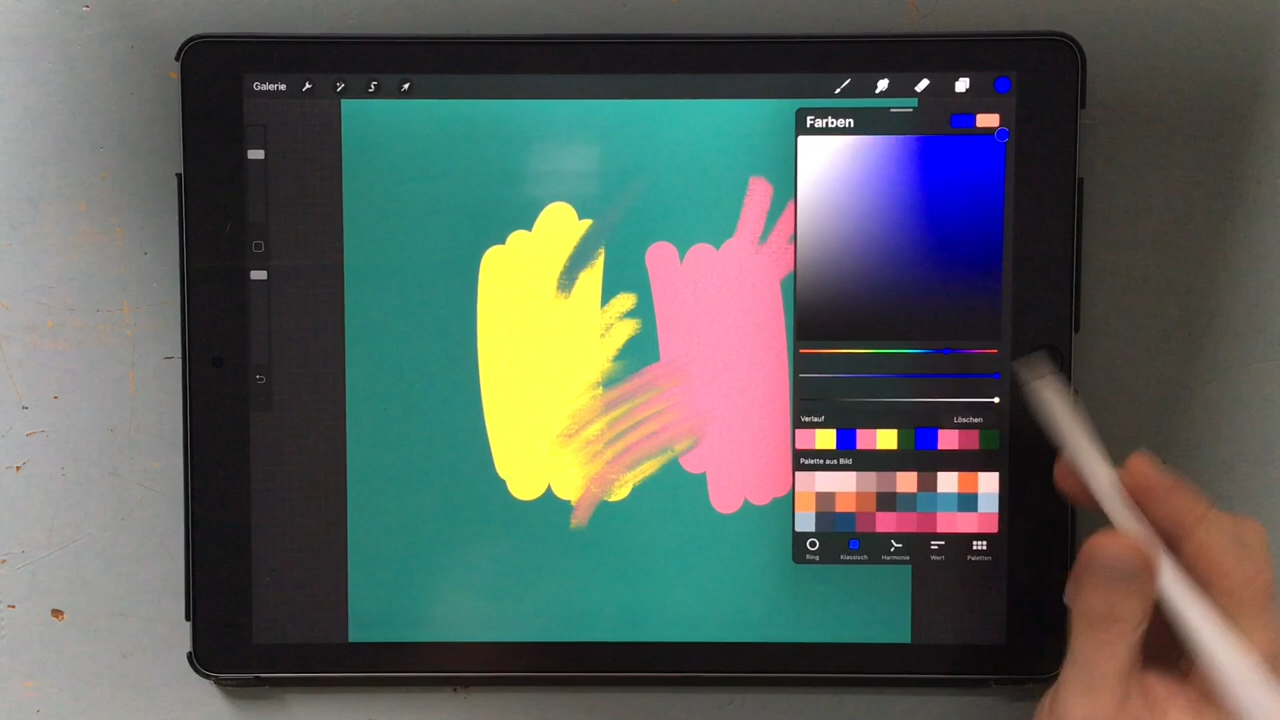 Galerie
Farben
Verlauf Löschen
Palette aus Bild
Ring Klassisch Harmonie Wert Paletten